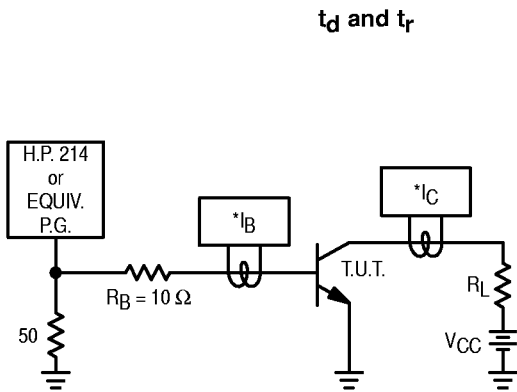 td and tr
H.P. 214
or
EQUIV.
P.G.
*IB
*IC
T.U.T.
RB = 10 Ω
50
RL
VCC